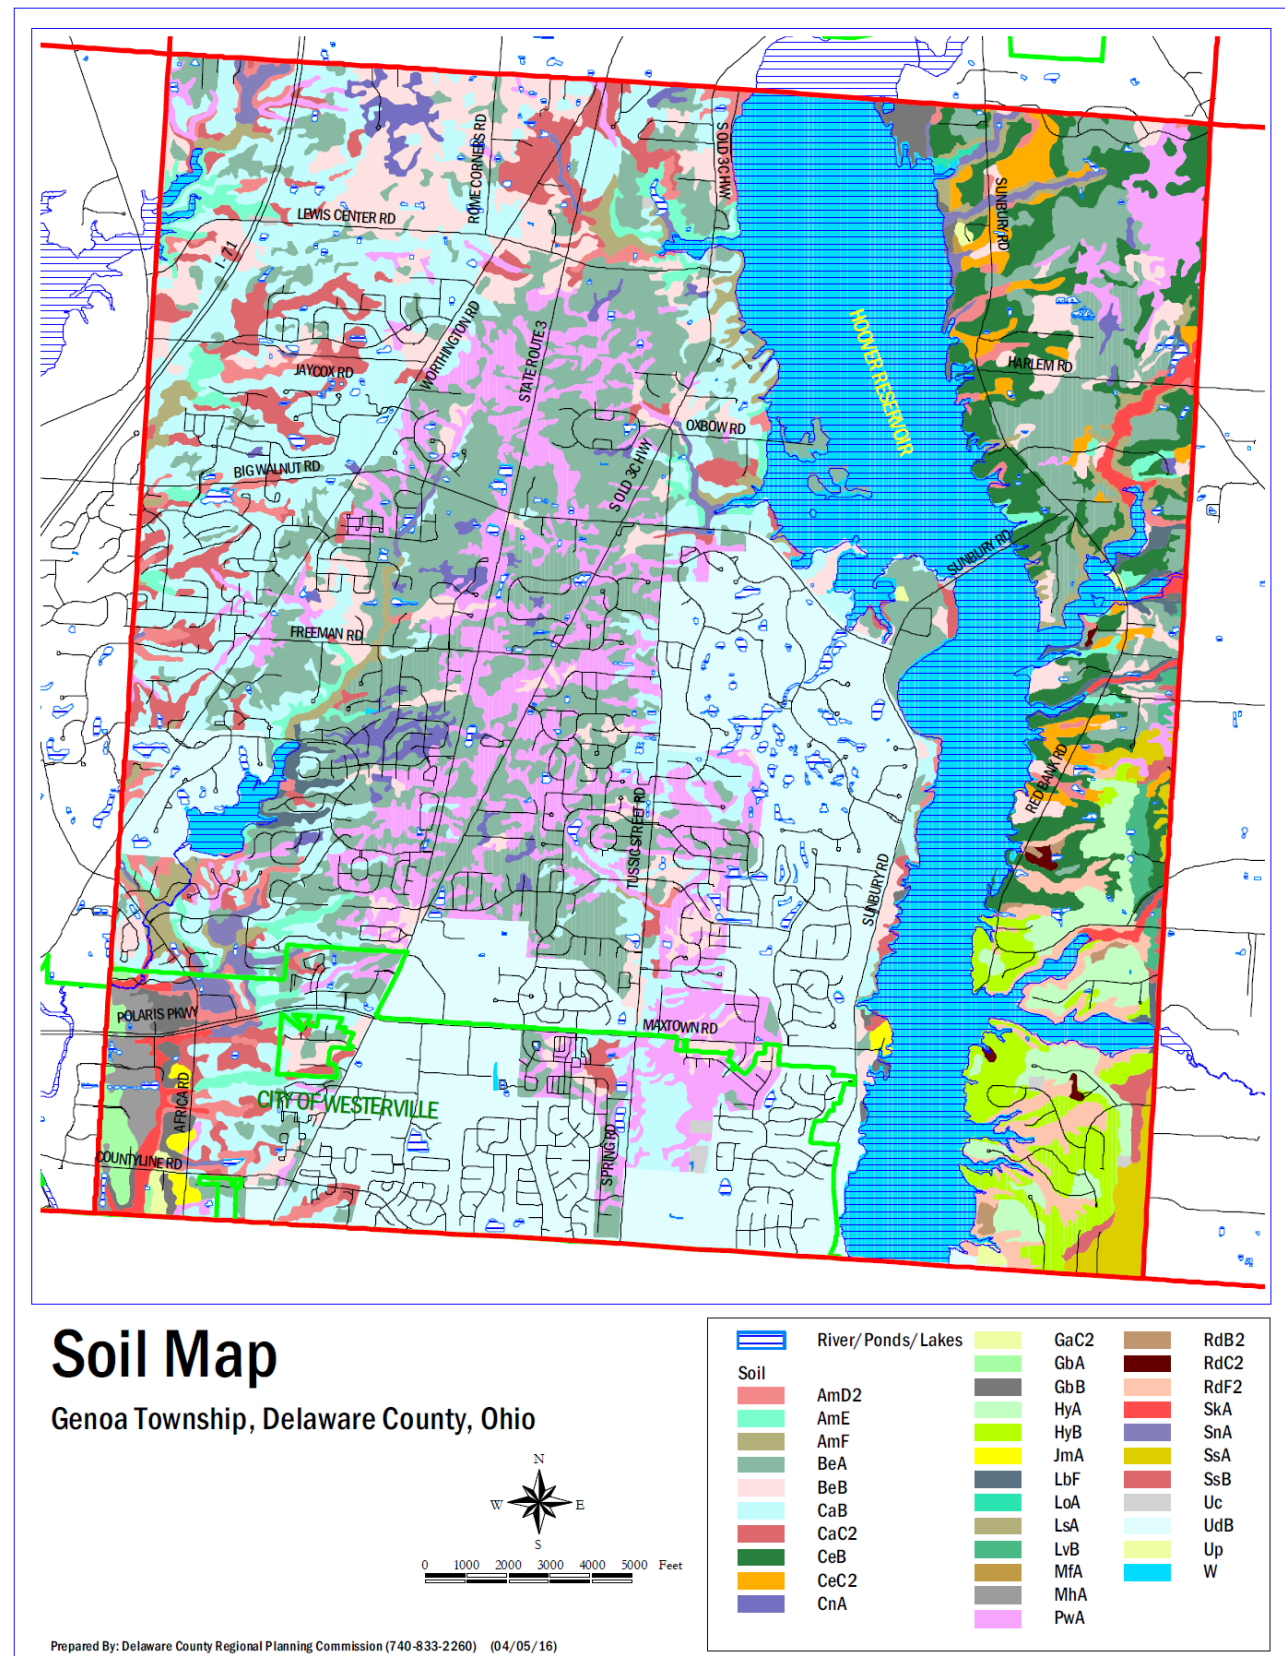 S OLD 3C HWY
ROME CORNERS RD
SUNBURY RD
LEWIS CENTER RD
I - 71
WORTHINGTON RD
STATE ROUTE 3
HOOVER RESERVOIR
HARLEM RD
JAYCOX RD
OXBOW RD
S OLD 3C HWY
BIG WALNUT RD
SUNBURY RD
FREEMAN RD
RED BANK RD
TUSSIC STREET RD
SUNBURY RD
POLARIS PKWY
MAXTOWN RD
AFRICA RD
CITY OF WESTERVILLE
SPRING RD
COUNTYLINE RD
Soil Map
Genoa Township, Delaware County, Ohio
N
W E
S
0 1000 2000 3000 4000 5000 Feet
Prepared By: Delaware County Regional Planning Commission (740-833-2260) (04/05/16)
River/Ponds/Lakes
Soil
AmD2
AmE
AmF
BeA
BeB
CaB
CaC2
CeB
CeC2
CnA
GaC2
GbA
GbB
HyA
HyB
JmA
LbF
LoA
LsA
LvB
MfA
MhA
PwA
RdB2
RdC2
RdF2
SkA
SnA
SsA
SsB
Uc
UdB
Up
W